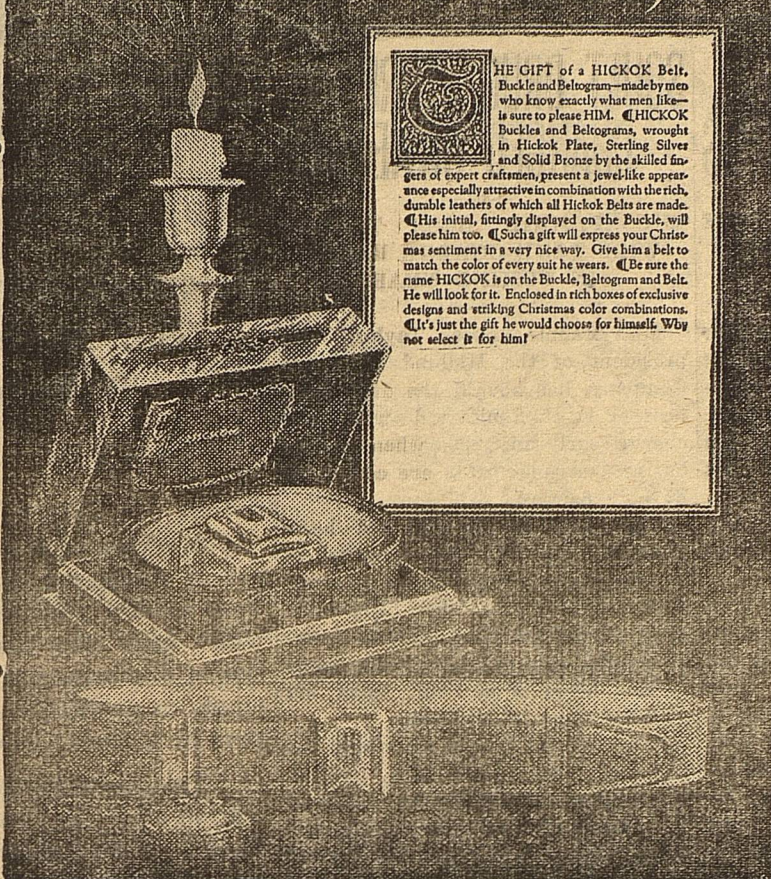 THE GIFT of a HICKOK Belt,
Buckle and Beltogram—made by men
who know exactly what men like—
is sure to please HIM. ⁋HICKOK
Buckles and Beltograms, wrought
in Hickok Plate, Sterling Silver
and Solid Bronze by the skilled fin-
gers of expert craftsmen, present a jewel-like appear-
ance especially attractive in combination with the rich,
durable leathers of which all Hickok Belts are made.
⁋His initial, fittingly displayed on the Buckle, will
please him too. ⁋Such a gift will express your Christ-
mas sentiment in a very nice way. Give him a belt to
match the color of every suit he wears. ⁋Be sure the
name HICKOK is on the Buckle, Beltogram and Belt.
He will look for it. Enclosed in rich boxes of exclusive
designs and striking Christmas color combinations.
⁋It's just the gift he would choose for himself. Why
not select it for him?